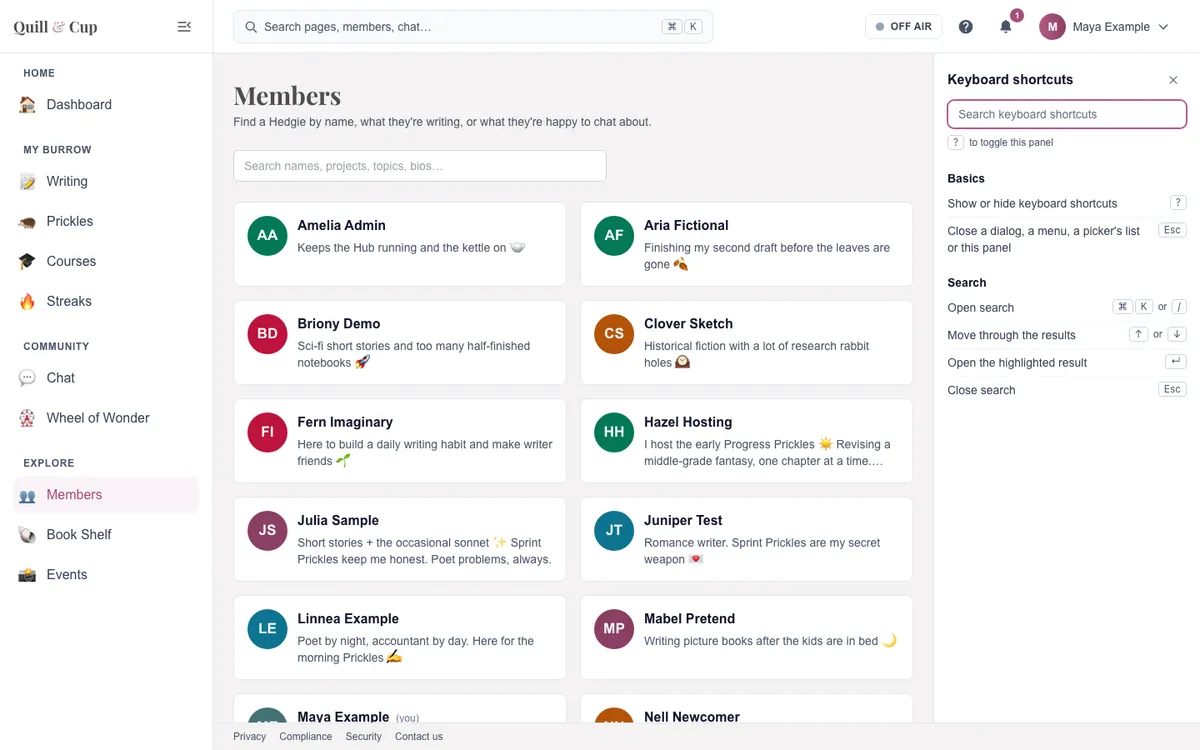 Quill & Cup
Search pages, members, chat…
⌘ K
OFF AIR
?
1
M
Maya Example
HOME
Dashboard
MY BURROW
Writing
Prickles
Courses
Streaks
COMMUNITY
Chat
Wheel of Wonder
EXPLORE
Members
Book Shelf
Events
Members
Find a Hedgie by name, what they're writing, or what they're happy to chat about.
Search names, projects, topics, bios…
AA
Amelia Admin
Keeps the Hub running and the kettle on 🫖
AF
Aria Fictional
Finishing my second draft before the leaves are
gone 🍂
BD
Briony Demo
Sci-fi short stories and too many half-finished
notebooks 🚀
CS
Clover Sketch
Historical fiction with a lot of research rabbit
holes 🕰️
FI
Fern Imaginary
Here to build a daily writing habit and make writer
friends 🌱
HH
Hazel Hosting
I host the early Progress Prickles ☀️ Revising a
middle-grade fantasy, one chapter at a time.…
JS
Julia Sample
Short stories + the occasional sonnet ✨ Sprint
Prickles keep me honest. Poet problems, always.
JT
Juniper Test
Romance writer. Sprint Prickles are my secret
weapon 💌
LE
Linnea Example
Poet by night, accountant by day. Here for the
morning Prickles ✍️
MP
Mabel Pretend
Writing picture books after the kids are in bed 🌙
Maya Example (you)
Nell Newcomer
Privacy Compliance Security Contact us
Keyboard shortcuts
Search keyboard shortcuts
? to toggle this panel
Basics
Show or hide keyboard shortcuts ?
Close a dialog, a menu, a picker's list Esc
or this panel
Search
Open search ⌘ K or /
Move through the results ↑ or ↓
Open the highlighted result ↵
Close search Esc